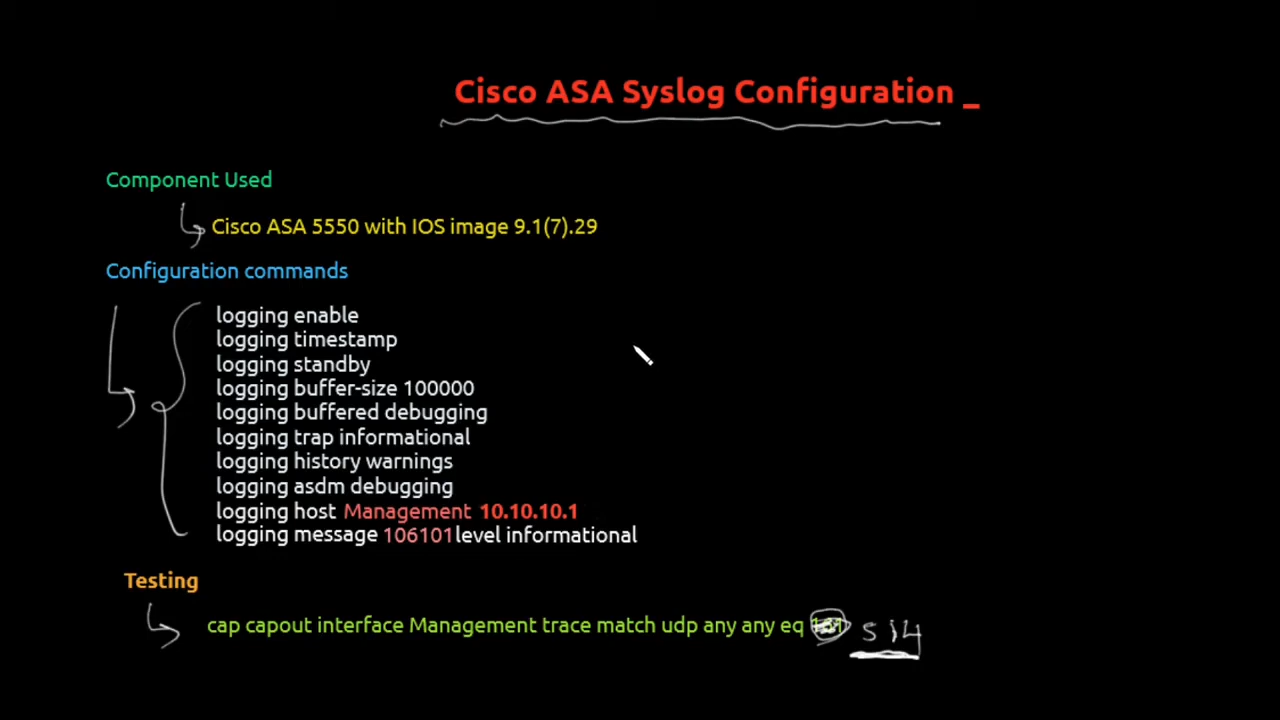 Cisco ASA Syslog Configuration _
Component Used
Cisco ASA 5550 with IOS image 9.1(7).29
Configuration commands
logging enable
logging timestamp
logging standby
logging buffer-size 100000
logging buffered debugging
logging trap informational
logging history warnings
logging asdm debugging
logging host Management 10.10.10.1
logging message 106101 level informational
Testing
cap capout interface Management trace match udp any any eq 514